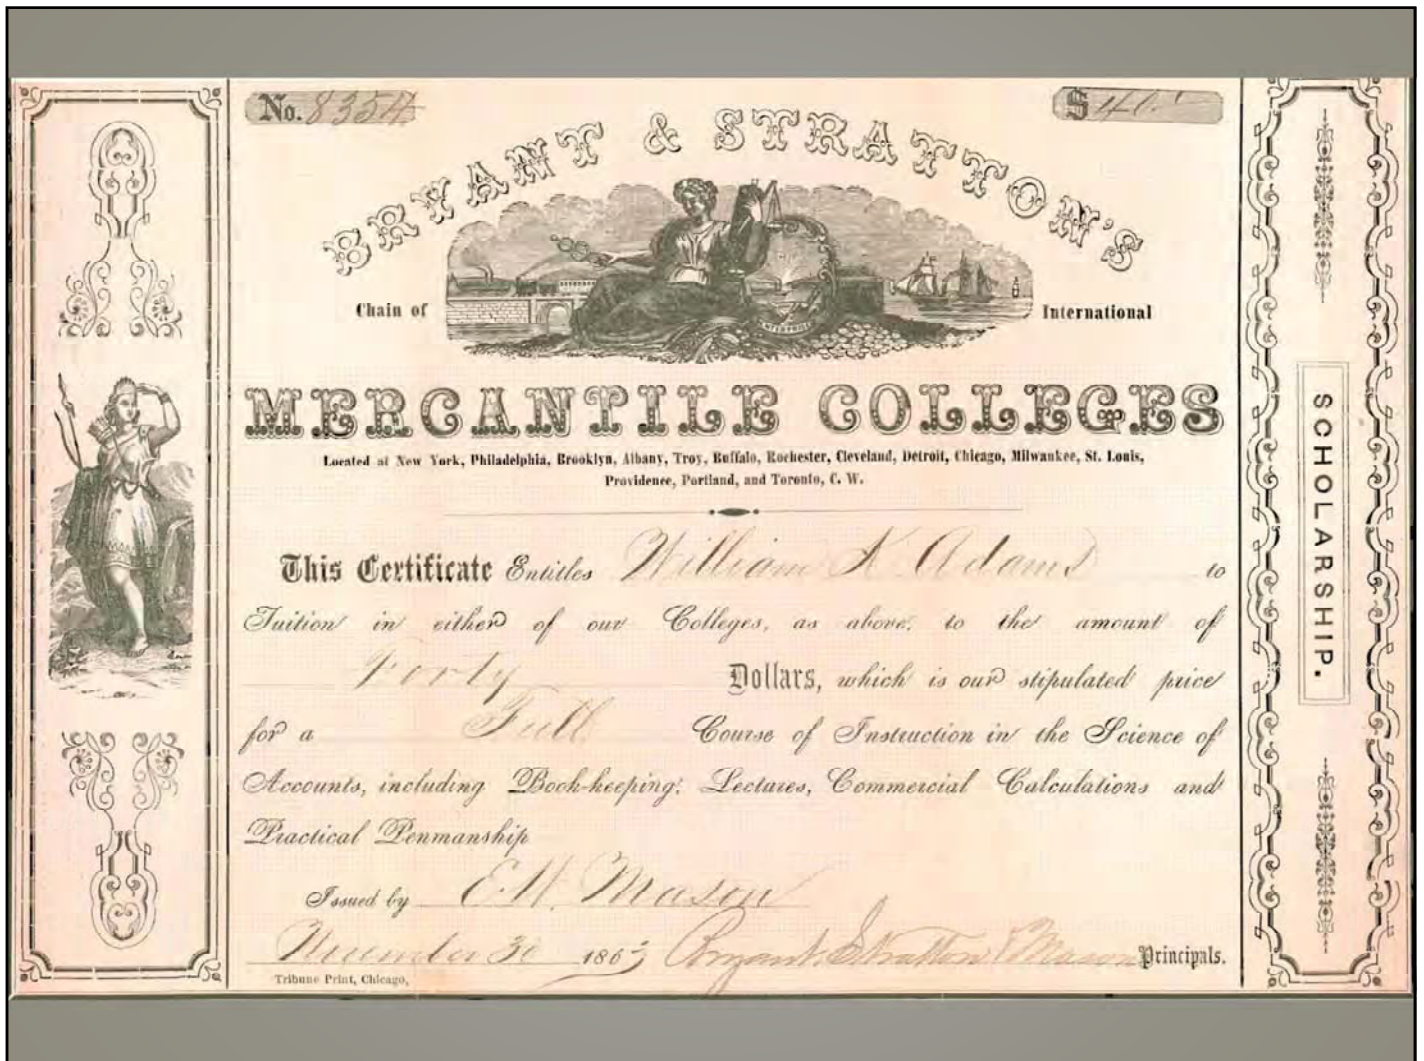 No. 8354
$ 40.
BRYANT & STRATTON'S
Chain of International
ENTERPRISE
MERCANTILE COLLEGES
Located at New York, Philadelphia, Brooklyn, Albany, Troy, Buffalo, Rochester, Cleveland, Detroit, Chicago, Milwaukee, St. Louis,
Providence, Portland, and Toronto, C. W.
This Certificate Entitles William K Adams to
Tuition in either of our Colleges, as above, to the amount of
Forty Dollars, which is our stipulated price
for a Full Course of Instruction in the Science of
Accounts, including Book-keeping, Lectures, Commercial Calculations and
Practical Penmanship
Issued by E. W. Mason
30 1863 Bryant, Stratton & Mason Principals.
Tribune Print, Chicago,
SCHOLARSHIP.